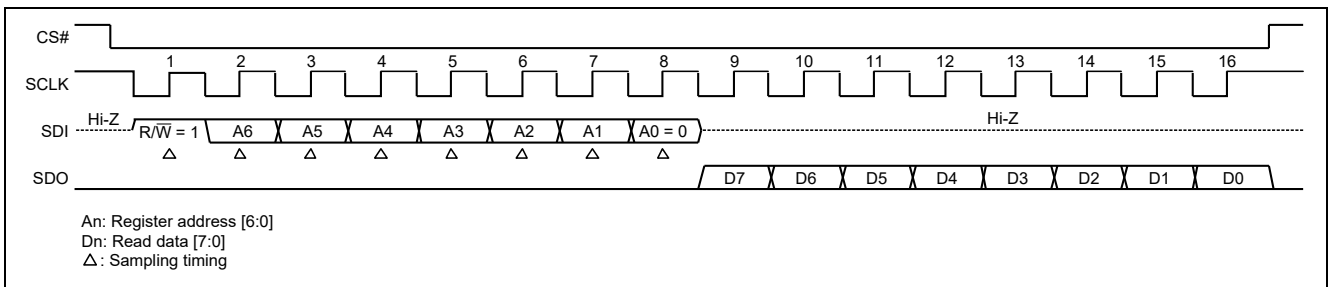 CS#
1 2 3 4 5 6 7 8 9 10 11 12 13 14 15 16
SCLK
Hi-Z Hi-Z
SDI R/W̅ = 1 A6 A5 A4 A3 A2 A1 A0 = 0
SDO D7 D6 D5 D4 D3 D2 D1 D0
An: Register address [6:0]
Dn: Read data [7:0]
△: Sampling timing